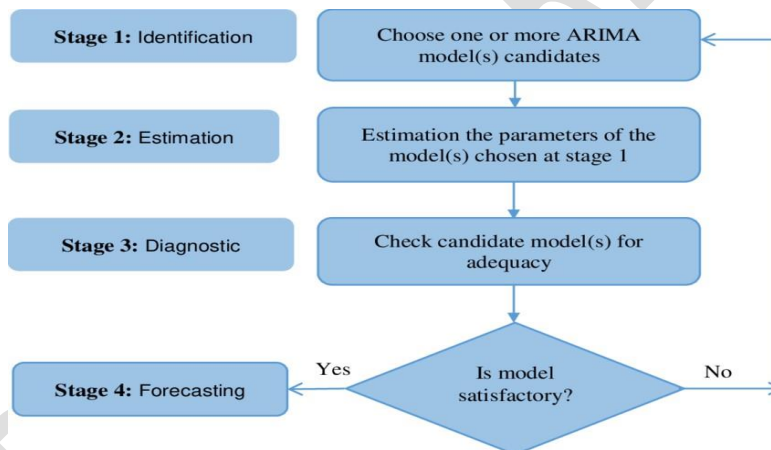 Stage 1: Identification
Choose one or more ARIMA
model(s) candidates
Stage 2: Estimation
Estimation the parameters of the
model(s) chosen at stage 1
Stage 3: Diagnostic
Check candidate model(s) for
adequacy
Stage 4: Forecasting
Yes
Is model
satisfactory?
No